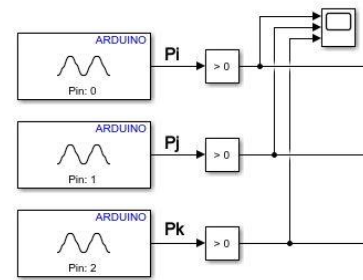 ARDUINO
Pi
> 0
Pin: 0
ARDUINO
Pj
> 0
Pin: 1
ARDUINO
Pk
> 0
Pin: 2